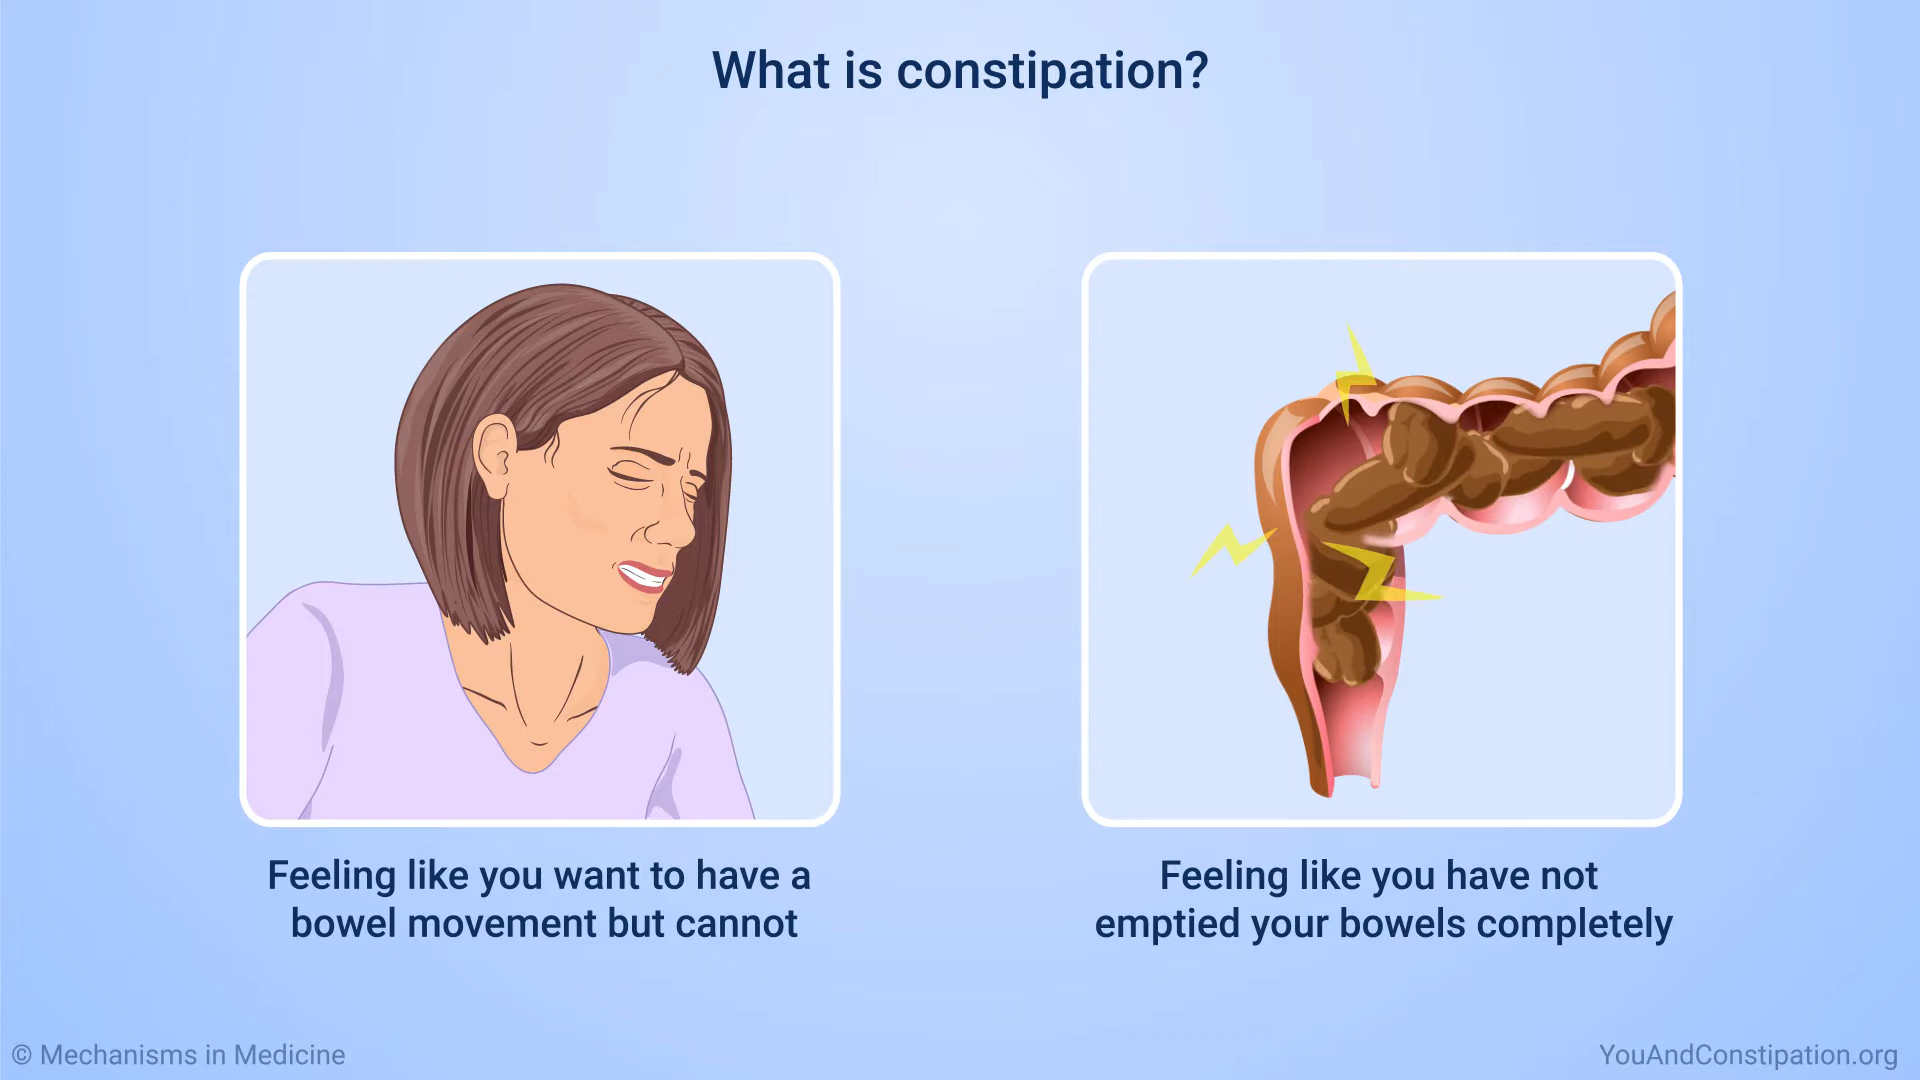 What is constipation?
Feeling like you want to have a
bowel movement but cannot
Feeling like you have not
emptied your bowels completely
© Mechanisms in Medicine
YouAndConstipation.org